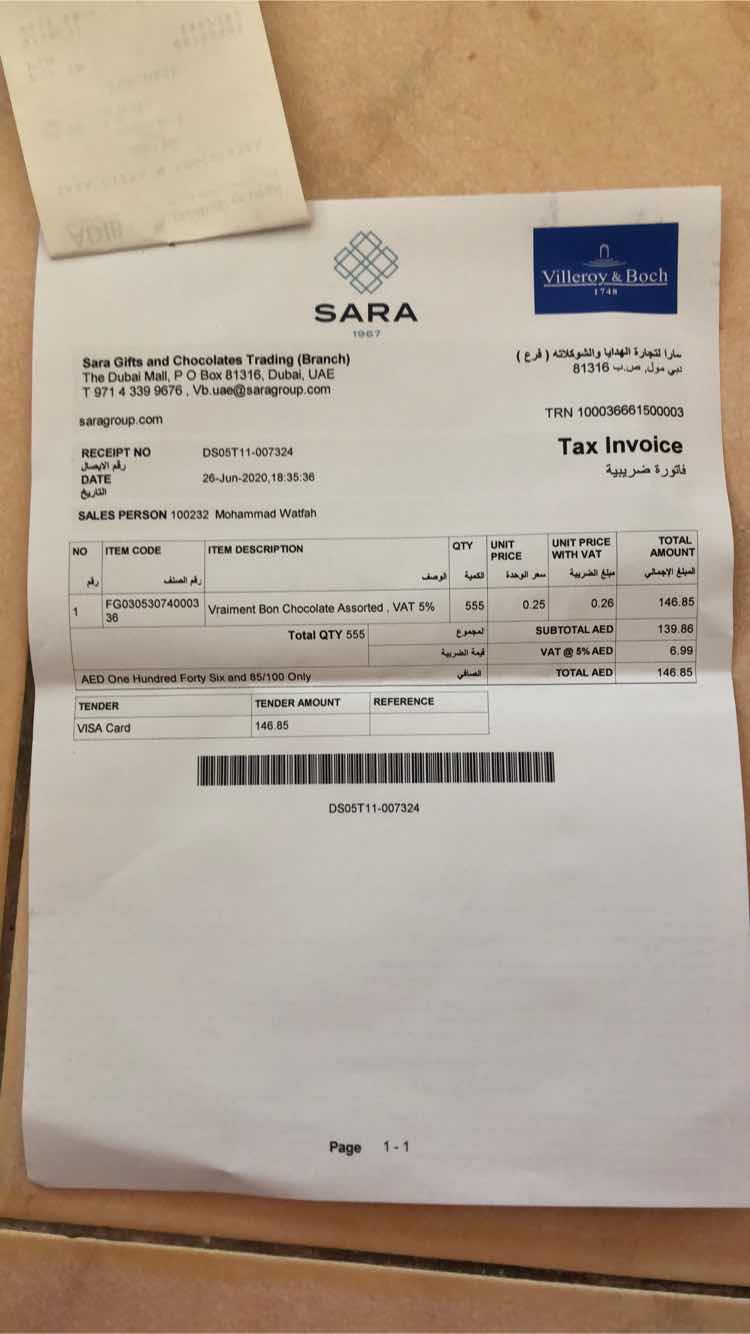 SARA
1967
Villeroy & Boch
1748
Sara Gifts and Chocolates Trading (Branch)
The Dubai Mall, P O Box 81316, Dubai, UAE
T 971 4 339 9676 , Vb.uae@saragroup.com
saragroup.com
سارا لتجارة الهدايا والشوكلاته ( فرع )
دبي مول, ص.ب 81316
TRN 100036661500003
Tax Invoice
فاتورة ضريبية
RECEIPT NO DS05T11-007324
رقم الايصال
DATE 26-Jun-2020,18:35:36
التاريخ
SALES PERSON 100232 Mohammad Watfah
NO ITEM CODE ITEM DESCRIPTION QTY UNIT PRICE UNIT PRICE WITH VAT TOTAL AMOUNT
رقم رقم الصنف الوصف الكمية سعر الوحدة مبلغ الضريبة المبلغ الاجمالي
1 FG030530740003 Vraiment Bon Chocolate Assorted , VAT 5% 555 0.25 0.26 146.85
36
Total QTY 555 المجموع SUBTOTAL AED 139.86
قيمة الضريبة VAT @ 5% AED 6.99
AED One Hundred Forty Six and 85/100 Only الصافي TOTAL AED 146.85
TENDER TENDER AMOUNT REFERENCE
VISA Card 146.85
DS05T11-007324
Page 1 - 1